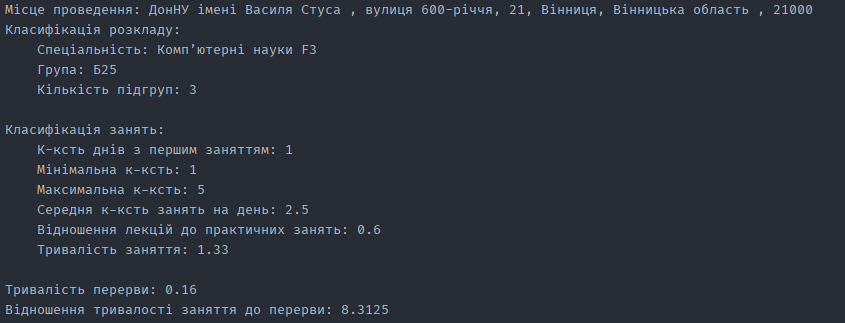 Місце проведення: ДонНУ імені Василя Стуса , вулиця 600-річчя, 21, Вінниця, Вінницька область , 21000
Класифікація розкладу:
Спеціальність: Комп’ютерні науки F3
Група: Б25
Кількість підгруп: 3
Класифікація занять:
К-ксть днів з першим заняттям: 1
Мінімальна к-ксть: 1
Максимальна к-ксть: 5
Середня к-ксть занять на день: 2.5
Відношення лекцій до практичних занять: 0.6
Тривалість заняття: 1.33
Тривалість перерви: 0.16
Відношення тривалості заняття до перерви: 8.3125